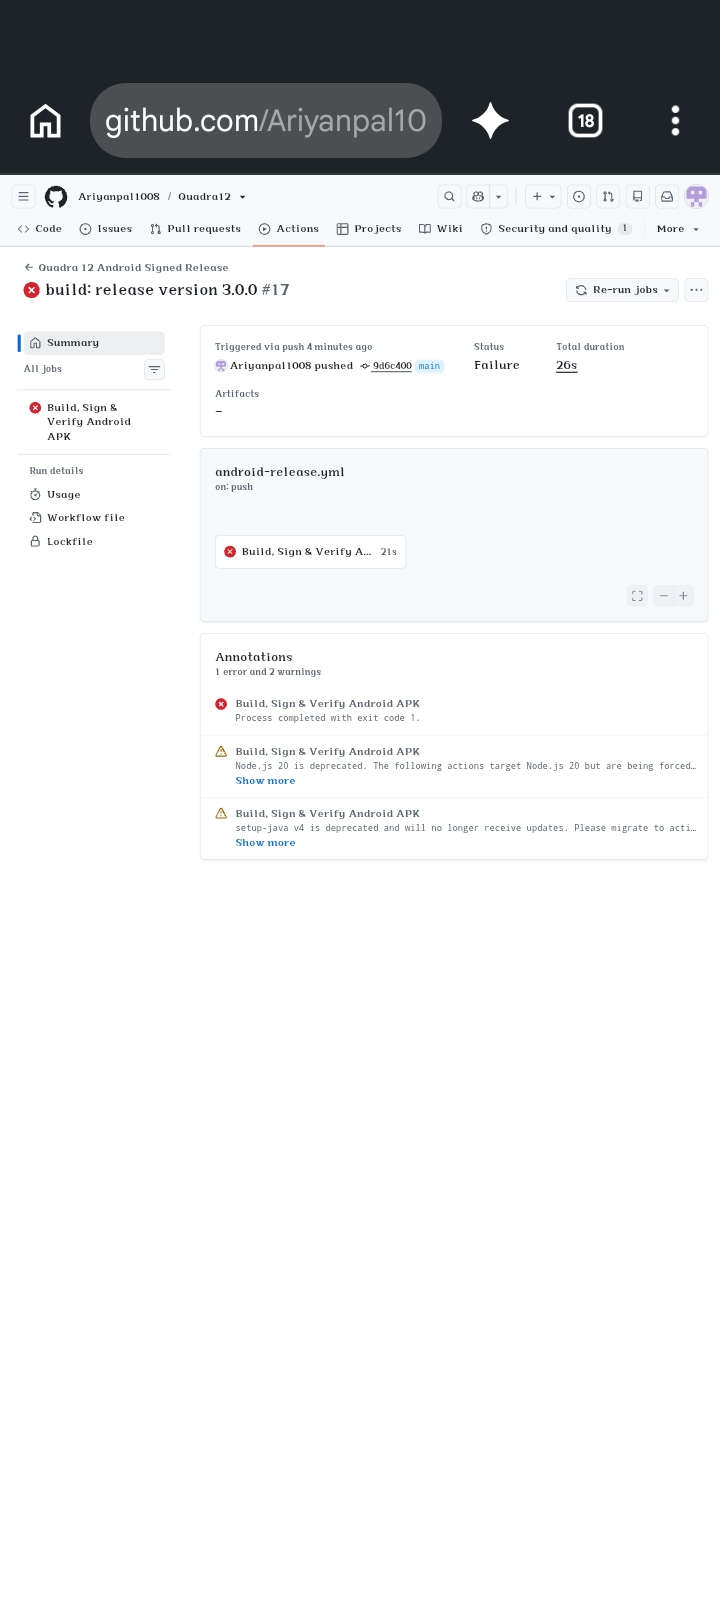 github.com/Ariyanpal10
18
Ariyanpal1008 / Quadra12
Code
Issues
Pull requests
Actions
Projects
Wiki
Security and quality 1
More
← Quadra 12 Android Signed Release
build: release version 3.0.0 #17
Re-run jobs
Summary
All jobs
Build, Sign &
Verify Android
APK
Run details
Usage
Workflow file
Lockfile
Triggered via push 4 minutes ago
Ariyanpal1008 pushed 9d6c400 main
Status
Failure
Total duration
26s
Artifacts
–
android-release.yml
on: push
Build, Sign & Verify A... 21s
Annotations
1 error and 2 warnings
Build, Sign & Verify Android APK
Process completed with exit code 1.
Build, Sign & Verify Android APK
Node.js 20 is deprecated. The following actions target Node.js 20 but are being forced…
Show more
Build, Sign & Verify Android APK
setup-java v4 is deprecated and will no longer receive updates. Please migrate to acti…
Show more